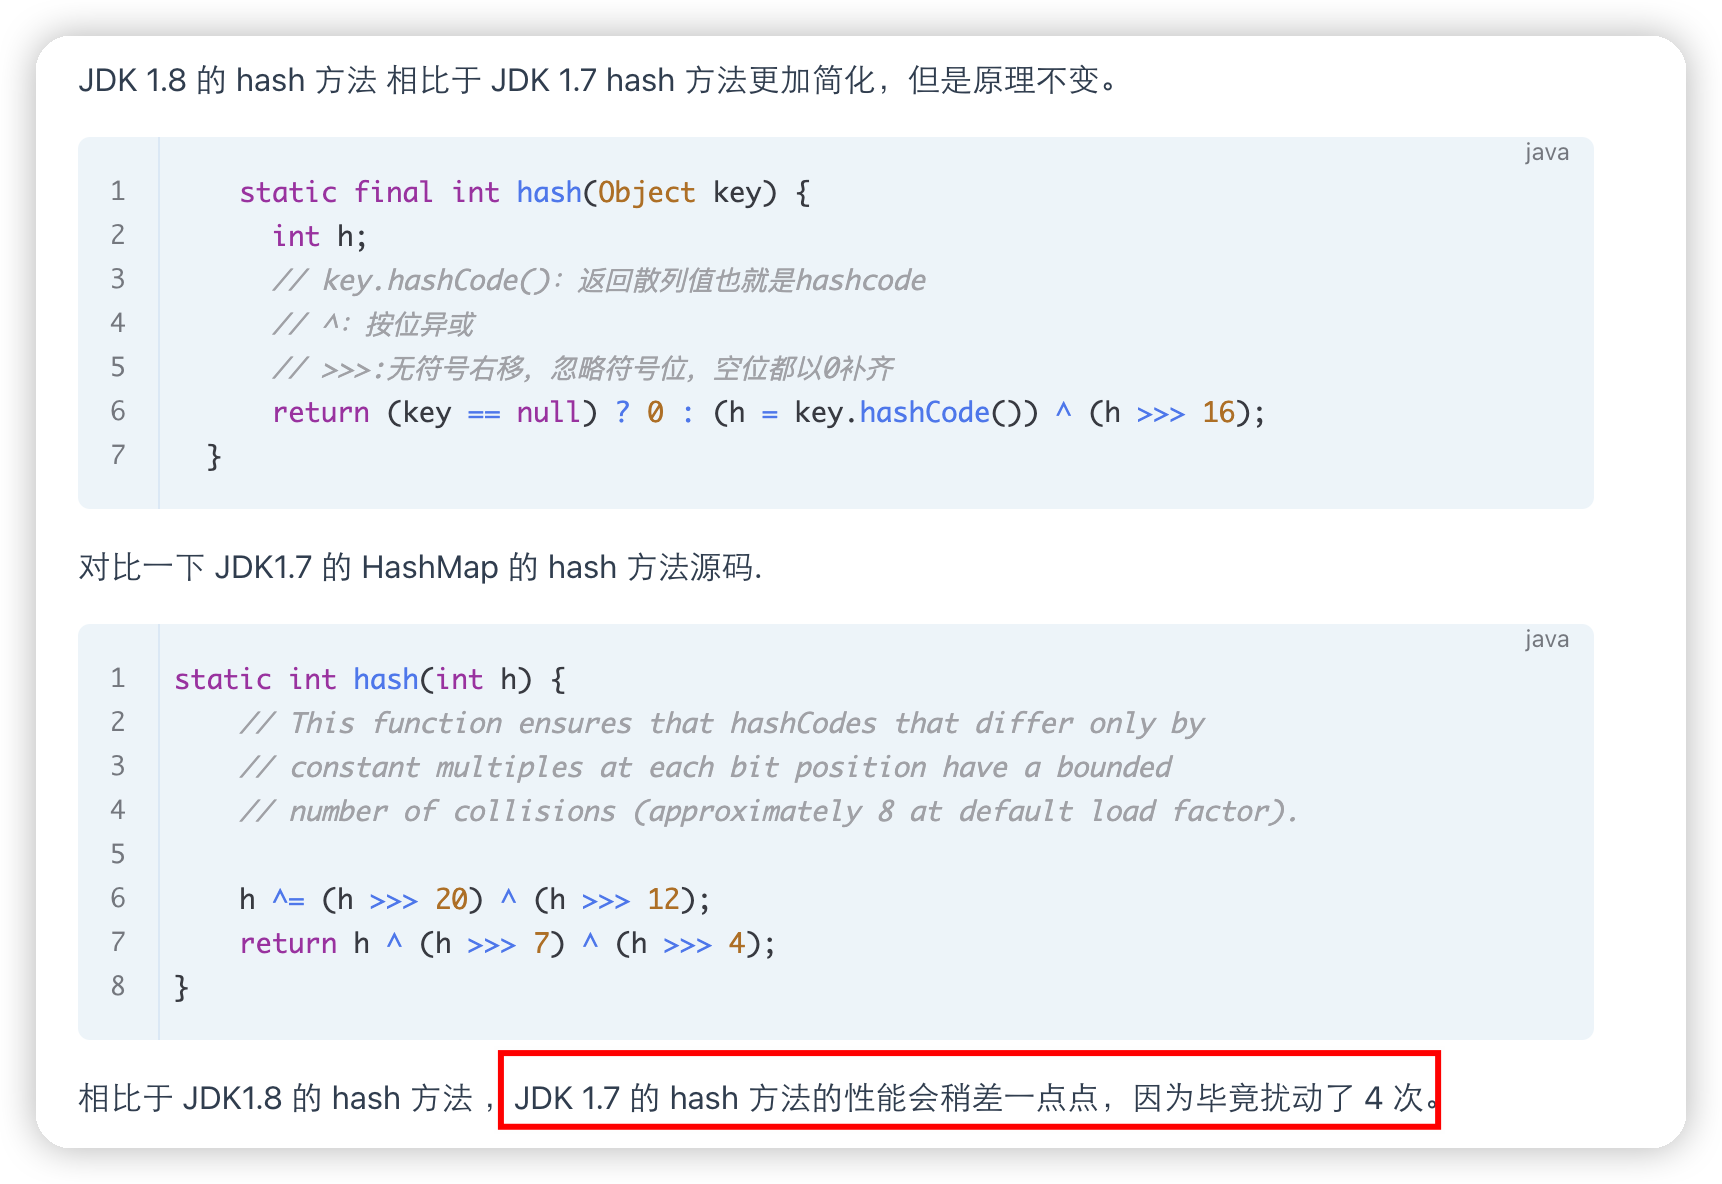 JDK 1.8 的 hash 方法 相比于 JDK 1.7 hash 方法更加简化，但是原理不变。
java
1 static final int hash(Object key) {
2 int h;
3 // key.hashCode()：返回散列值也就是hashcode
4 // ^：按位异或
5 // >>>:无符号右移，忽略符号位，空位都以0补齐
6 return (key == null) ? 0 : (h = key.hashCode()) ^ (h >>> 16);
7 }
对比一下 JDK1.7 的 HashMap 的 hash 方法源码.
java
1 static int hash(int h) {
2 // This function ensures that hashCodes that differ only by
3 // constant multiples at each bit position have a bounded
4 // number of collisions (approximately 8 at default load factor).
5
6 h ^= (h >>> 20) ^ (h >>> 12);
7 return h ^ (h >>> 7) ^ (h >>> 4);
8 }
相比于 JDK1.8 的 hash 方法 ，JDK 1.7 的 hash 方法的性能会稍差一点点，因为毕竟扰动了 4 次。